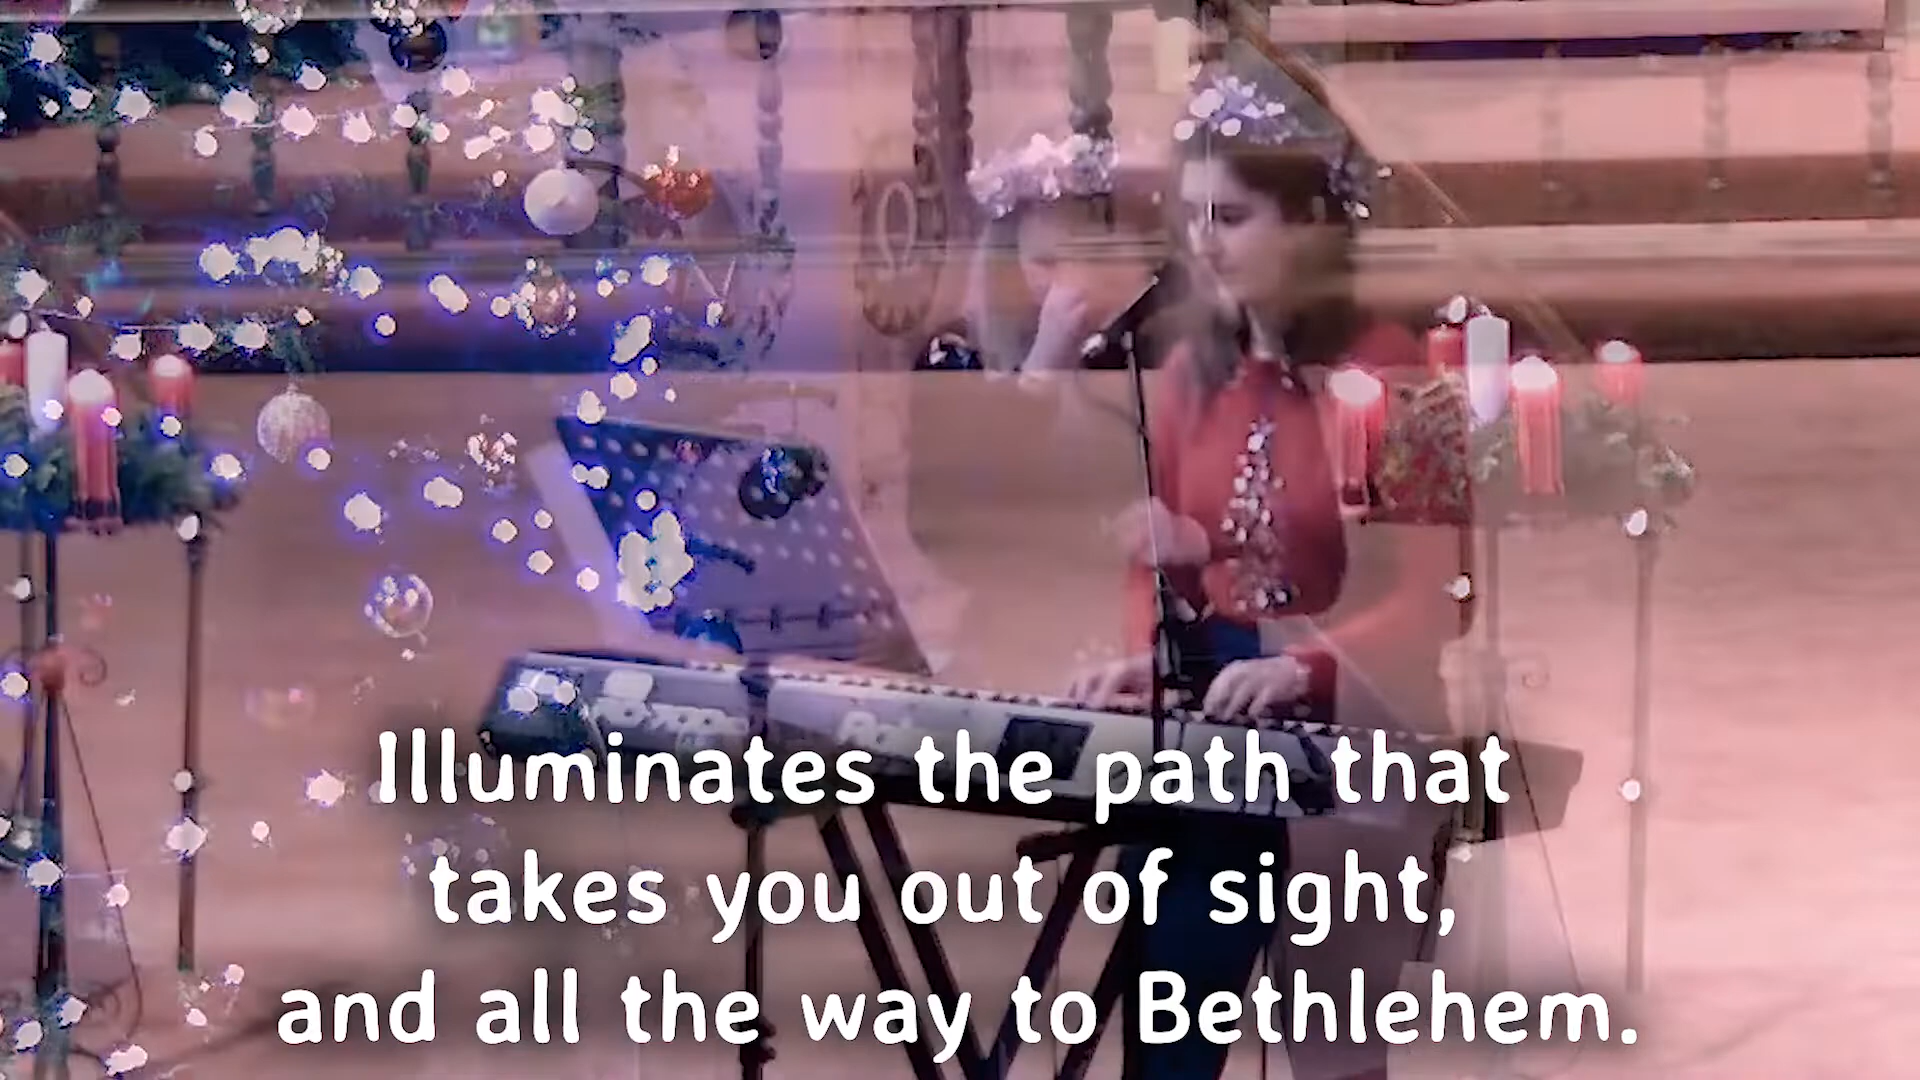 Illuminates the path that
takes you out of sight,
and all the way to Bethlehem.